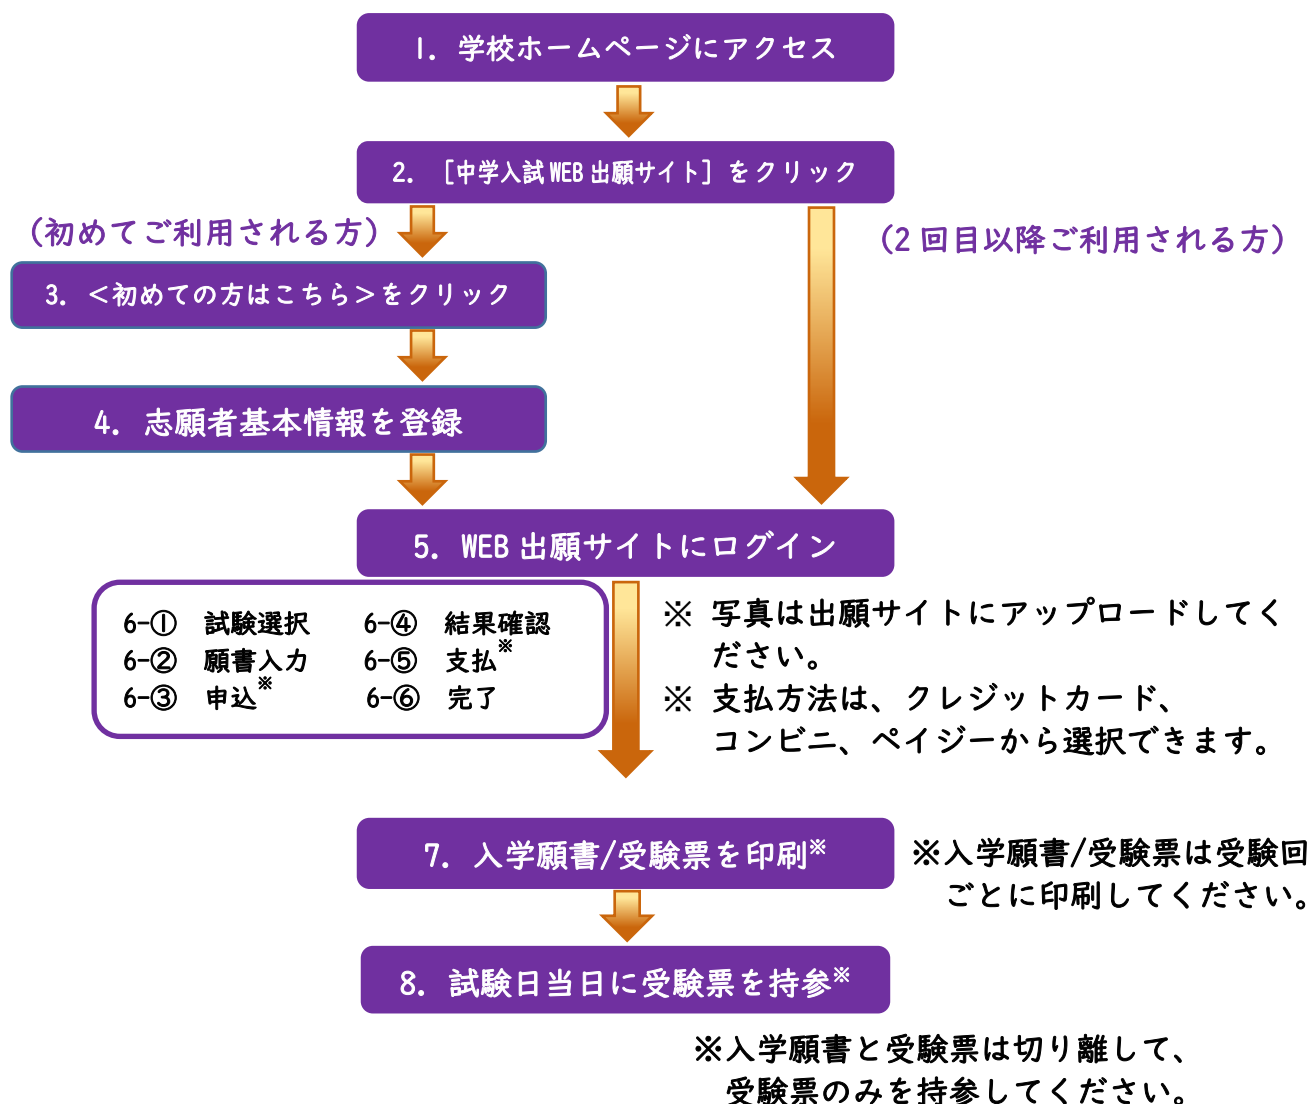 1. 学校ホームページにアクセス
2. [中学入試WEB出願サイト]をクリック
(初めてご利用される方)
(2回目以降ご利用される方)
3. <初めての方はこちら>をクリック
4. 志願者基本情報を登録
5. WEB出願サイトにログイン
6-① 試験選択 6-④ 結果確認
6-② 願書入力 6-⑤ 支払※
6-③ 申込※ 6-⑥ 完了
※ 写真は出願サイトにアップロードしてく
ださい。
※ 支払方法は、クレジットカード、
コンビニ、ペイジーから選択できます。
7. 入学願書/受験票を印刷※
※入学願書/受験票は受験回
ごとに印刷してください。
8. 試験日当日に受験票を持参※
※入学願書と受験票は切り離して、
受験票のみを持参してください。